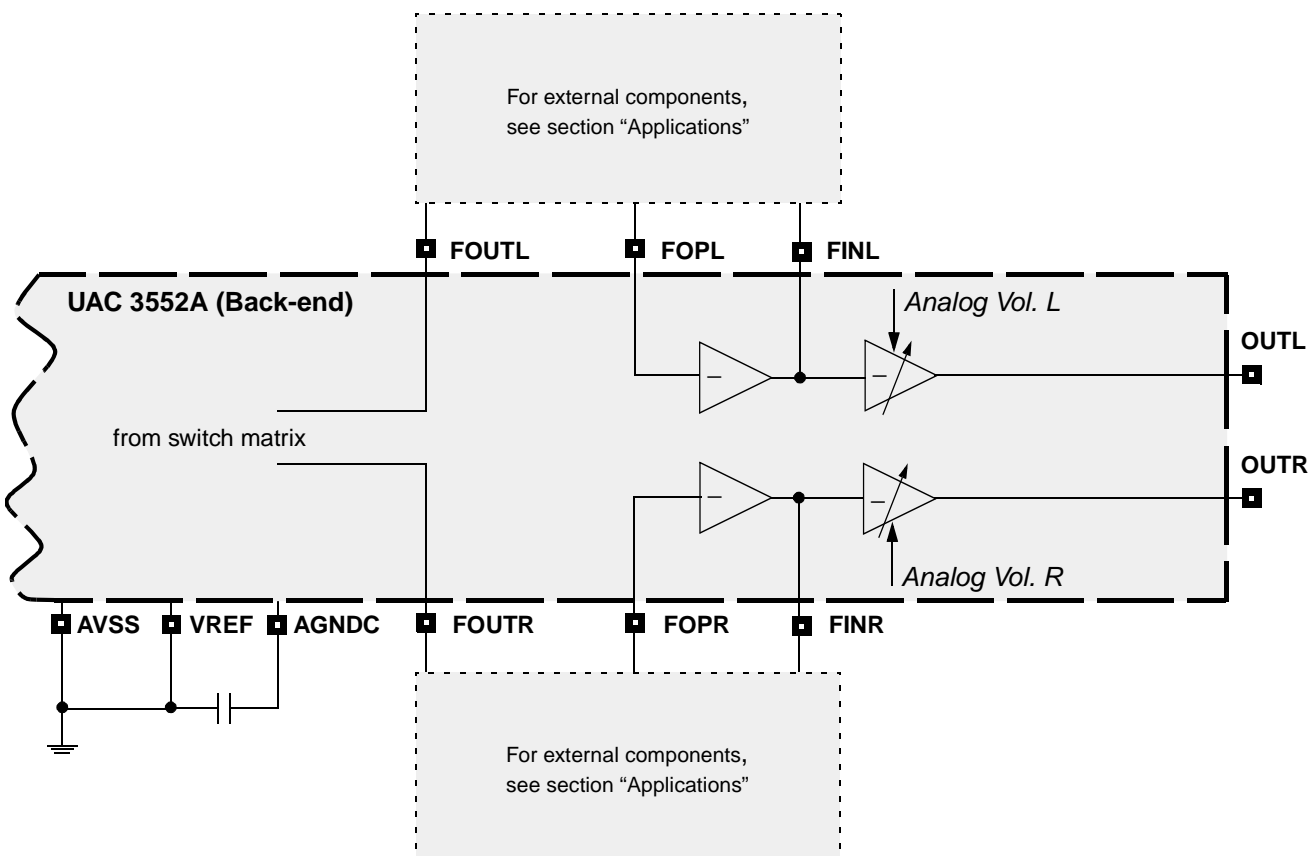 For external components,
see section “Applications”
FOUTL
FOPL
FINL
UAC 3552A (Back-end)
Analog Vol. L
OUTL
from switch matrix
OUTR
Analog Vol. R
AVSS
VREF
AGNDC
FOUTR
FOPR
FINR
For external components,
see section “Applications”